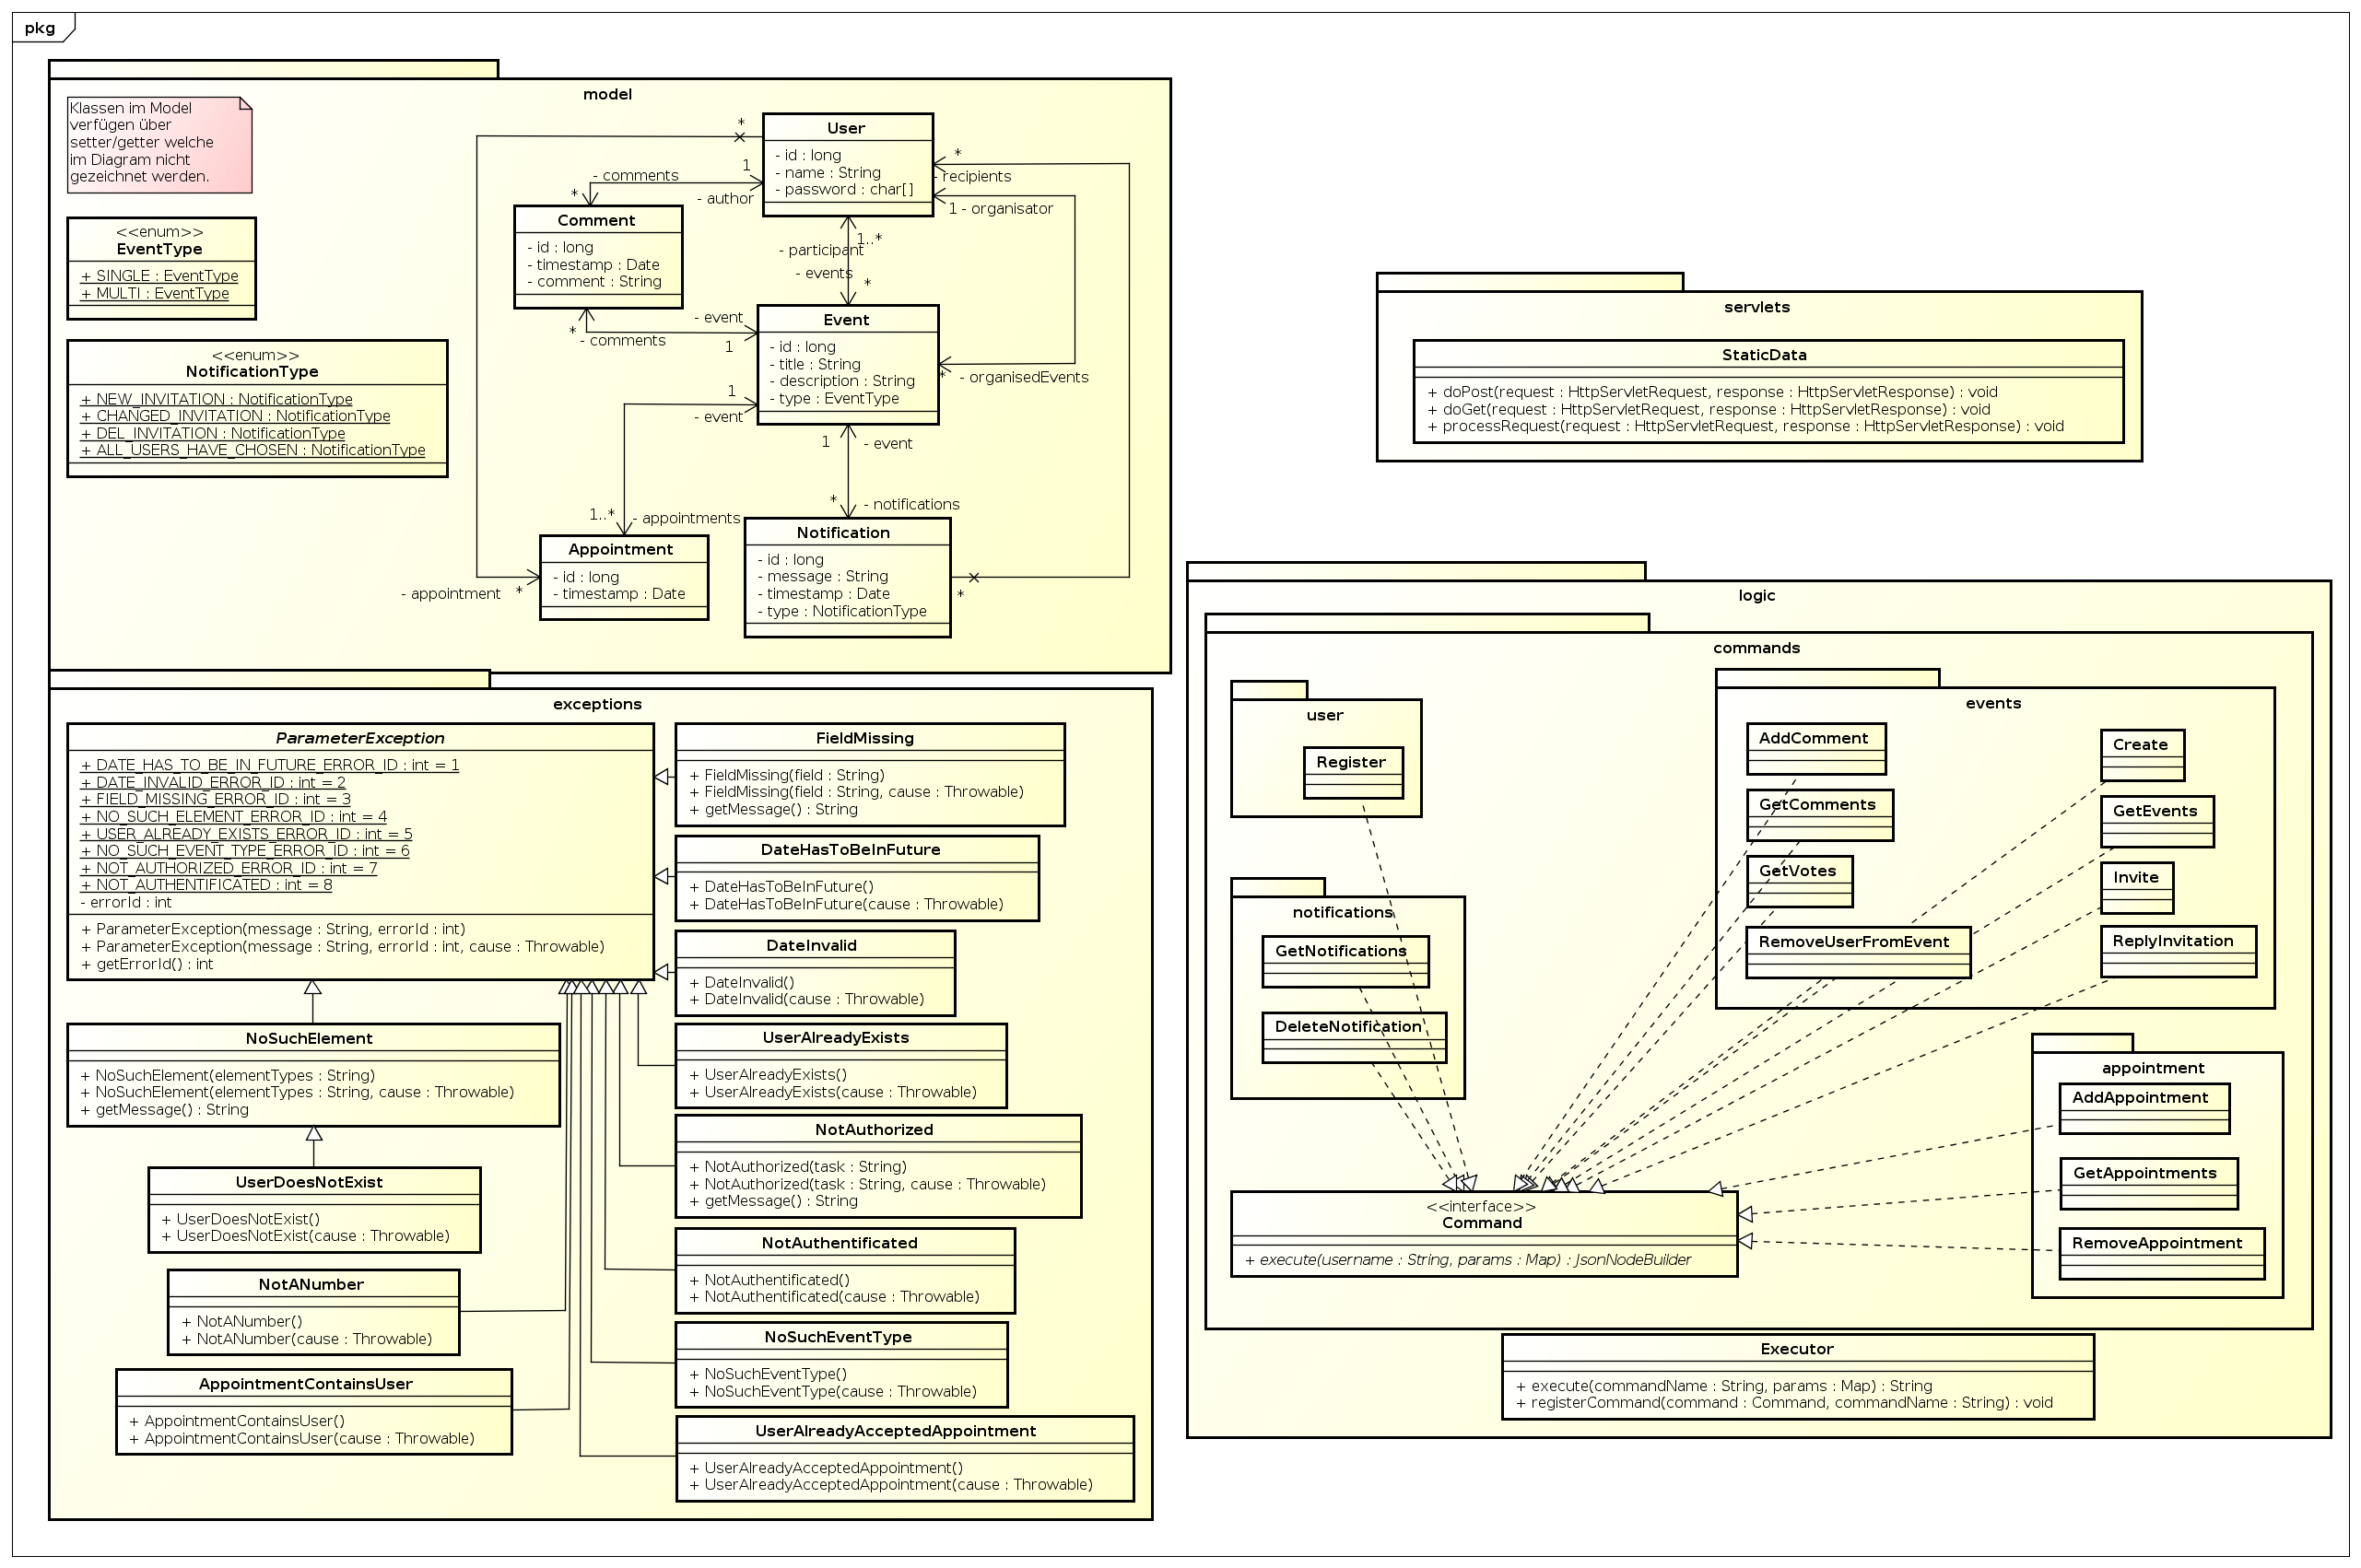 pkg
model
Klassen im Model
verfügen über
setter/getter welche
im Diagram nicht
gezeichnet werden.
<<enum>>
EventType
+ SINGLE : EventType
+ MULTI : EventType
<<enum>>
NotificationType
+ NEW_INVITATION : NotificationType
+ CHANGED_INVITATION : NotificationType
+ DEL_INVITATION : NotificationType
+ ALL_USERS_HAVE_CHOSEN : NotificationType
User
- id : long
- name : String
- password : char[]
*
1
- comments
*
- author
*
- recipients
1
- organisator
Comment
- id : long
- timestamp : Date
- comment : String
1..*
- participant
- events
*
- event
*
1
- comments
Event
- id : long
- title : String
- description : String
- type : EventType
*
- organisedEvents
1
- event
1
- event
*
- notifications
1..*
- appointments
Appointment
- id : long
- timestamp : Date
- appointment
*
Notification
- id : long
- message : String
- timestamp : Date
- type : NotificationType
*
exceptions
ParameterException
+ DATE_HAS_TO_BE_IN_FUTURE_ERROR_ID : int = 1
+ DATE_INVALID_ERROR_ID : int = 2
+ FIELD_MISSING_ERROR_ID : int = 3
+ NO_SUCH_ELEMENT_ERROR_ID : int = 4
+ USER_ALREADY_EXISTS_ERROR_ID : int = 5
+ NO_SUCH_EVENT_TYPE_ERROR_ID : int = 6
+ NOT_AUTHORIZED_ERROR_ID : int = 7
+ NOT_AUTHENTIFICATED : int = 8
- errorId : int
+ ParameterException(message : String, errorId : int)
+ ParameterException(message : String, errorId : int, cause : Throwable)
+ getErrorId() : int
NoSuchElement
+ NoSuchElement(elementTypes : String)
+ NoSuchElement(elementTypes : String, cause : Throwable)
+ getMessage() : String
UserDoesNotExist
+ UserDoesNotExist()
+ UserDoesNotExist(cause : Throwable)
NotANumber
+ NotANumber()
+ NotANumber(cause : Throwable)
AppointmentContainsUser
+ AppointmentContainsUser()
+ AppointmentContainsUser(cause : Throwable)
FieldMissing
+ FieldMissing(field : String)
+ FieldMissing(field : String, cause : Throwable)
+ getMessage() : String
DateHasToBeInFuture
+ DateHasToBeInFuture()
+ DateHasToBeInFuture(cause : Throwable)
DateInvalid
+ DateInvalid()
+ DateInvalid(cause : Throwable)
UserAlreadyExists
+ UserAlreadyExists()
+ UserAlreadyExists(cause : Throwable)
NotAuthorized
+ NotAuthorized(task : String)
+ NotAuthorized(task : String, cause : Throwable)
+ getMessage() : String
NotAuthentificated
+ NotAuthentificated()
+ NotAuthentificated(cause : Throwable)
NoSuchEventType
+ NoSuchEventType()
+ NoSuchEventType(cause : Throwable)
UserAlreadyAcceptedAppointment
+ UserAlreadyAcceptedAppointment()
+ UserAlreadyAcceptedAppointment(cause : Throwable)
servlets
StaticData
+ doPost(request : HttpServletRequest, response : HttpServletResponse) : void
+ doGet(request : HttpServletRequest, response : HttpServletResponse) : void
+ processRequest(request : HttpServletRequest, response : HttpServletResponse) : void
logic
commands
user
Register
notifications
GetNotifications
DeleteNotification
events
AddComment
GetComments
GetVotes
RemoveUserFromEvent
Create
GetEvents
Invite
ReplyInvitation
appointment
AddAppointment
GetAppointments
RemoveAppointment
<<interface>>
Command
+ execute(username : String, params : Map) : JsonNodeBuilder
Executor
+ execute(commandName : String, params : Map) : String
+ registerCommand(command : Command, commandName : String) : void